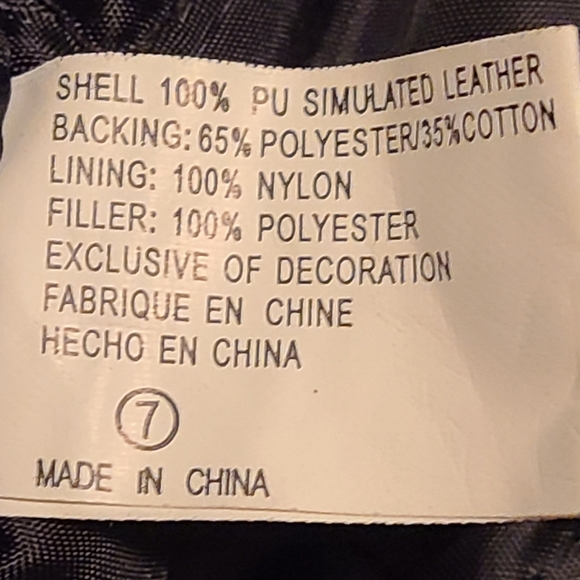 SHELL 100% PU SIMULATED LEATHER
BACKING: 65% POLYESTER/35%COTTON
LINING: 100% NYLON
FILLER: 100% POLYESTER
EXCLUSIVE OF DECORATION
FABRIQUE EN CHINE
HECHO EN CHINA
7
MADE IN CHINA